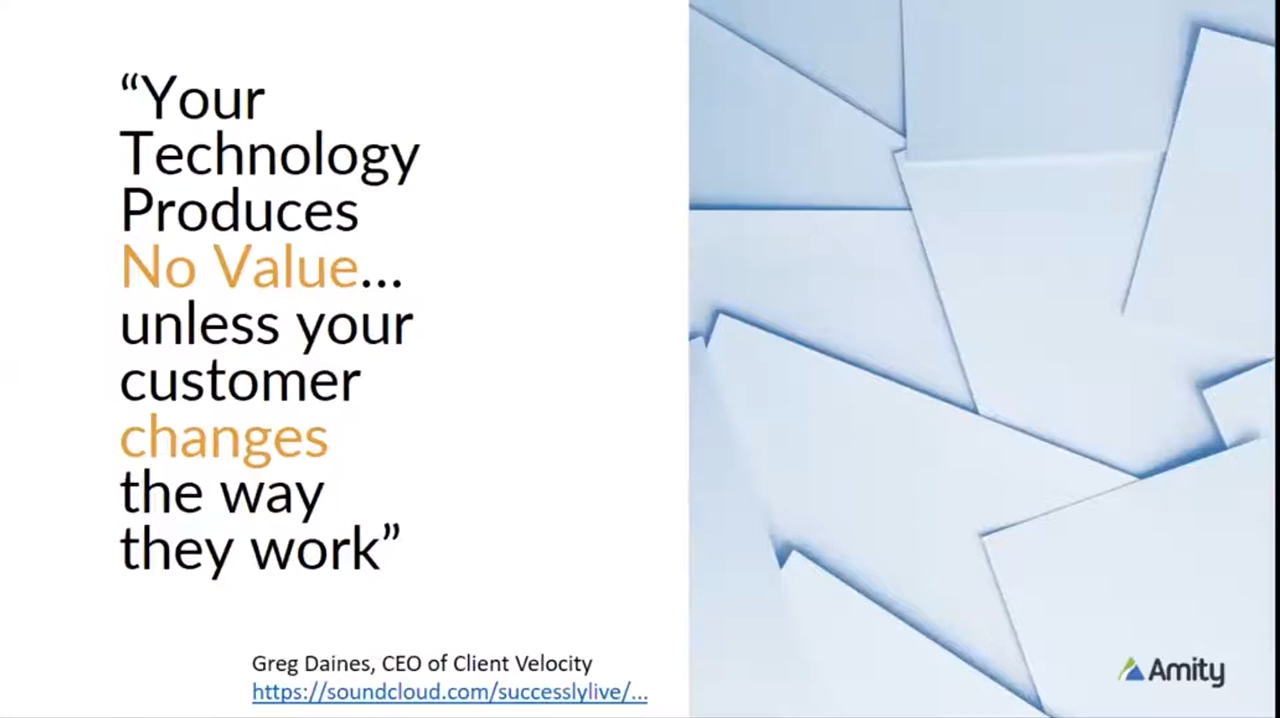 “Your
Technology
Produces
No Value...
unless your
customer
changes
the way
they work”
Greg Daines, CEO of Client Velocity
https://soundcloud.com/successlylive/...
Amity